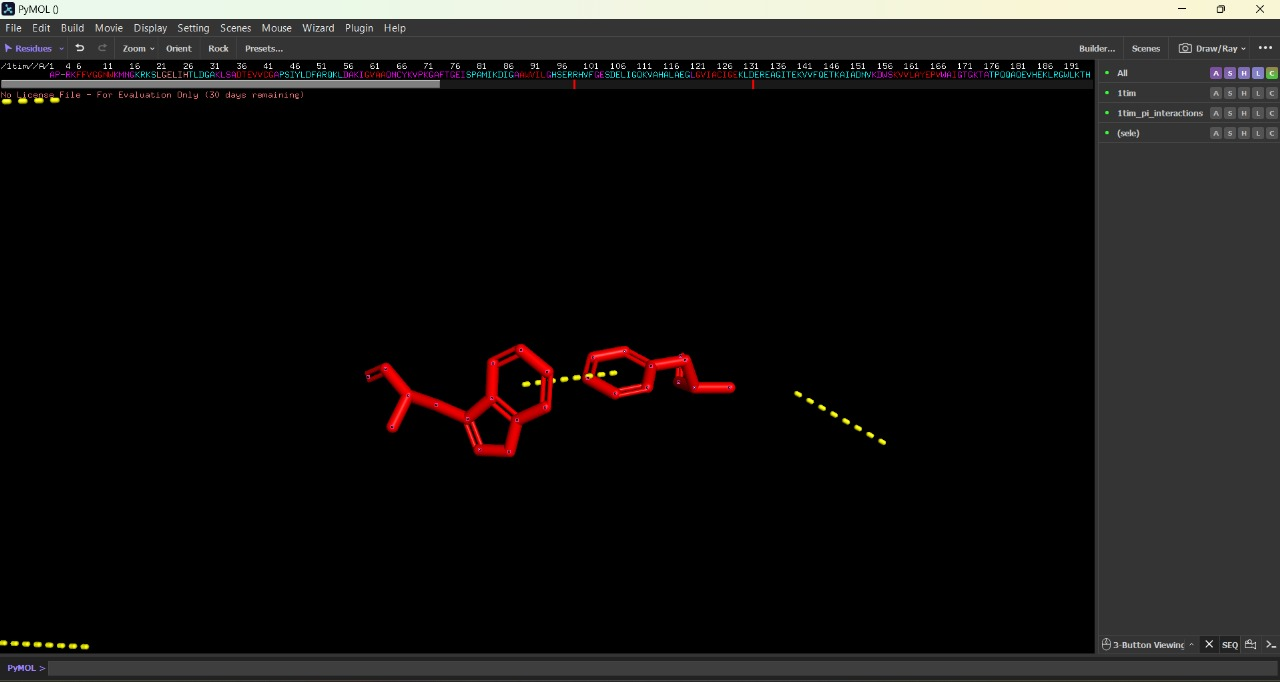 PyMOL ()
File Edit Build Movie Display Setting Scenes Mouse Wizard Plugin Help
Residues Zoom Orient Rock Presets... Builder... Scenes Draw/Ray
/1tim//A/1 4 6 11 16 21 26 31 36 41 46 51 56 61 66 71 76 81 86 91 96 101 106 111 116 121 126 131 136 141 146 151 156 161 166 171 176 181 186 191
No License File - For Evaluation Only (30 days remaining)
All A S H L C
1tim A S H L C
1tim_pi_interactions A S H L C
(sele) A S H L C
3-Button Viewing SEQ
PyMOL >